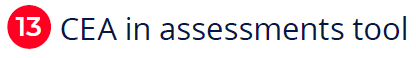 13 CEA in assessments tool